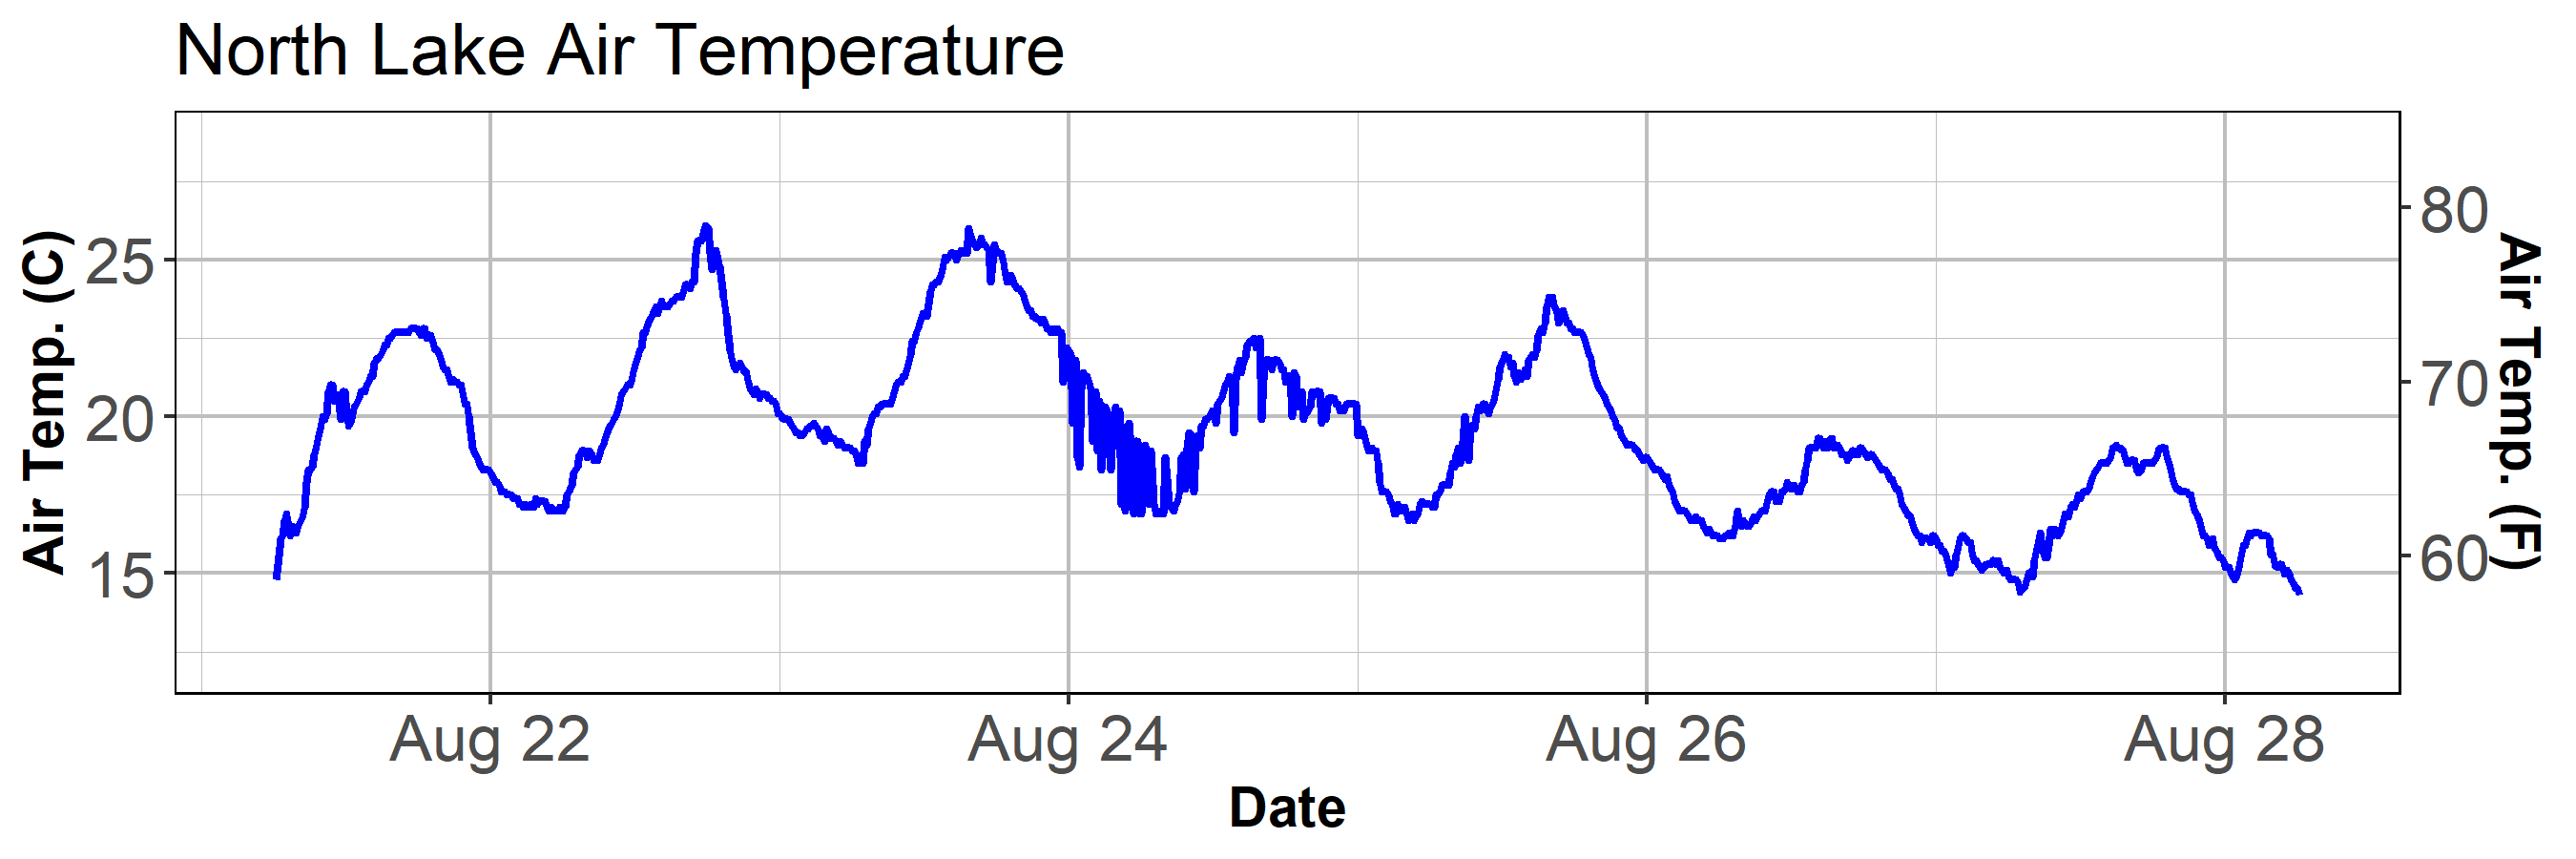 North Lake Air Temperature
Air Temp. (C)
25
20
15
80
70
60
Air Temp. (F)
Aug 22 Aug 24 Aug 26 Aug 28
Date